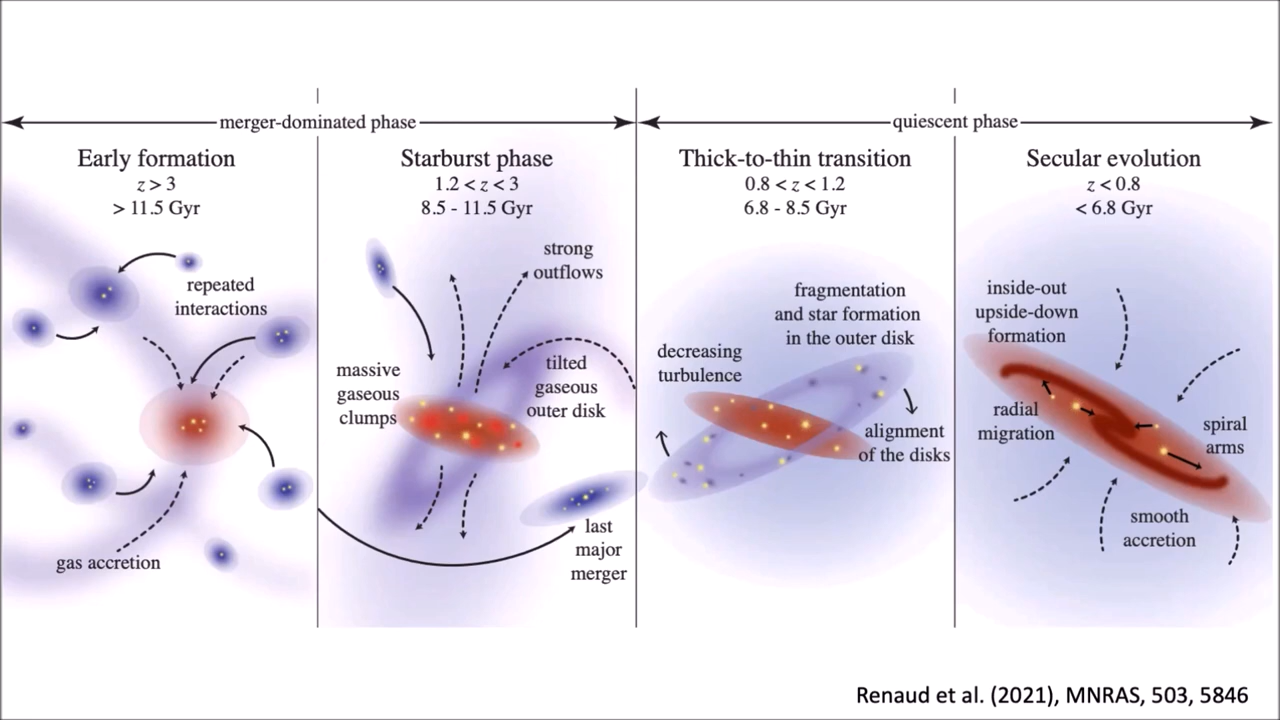 merger-dominated phase
quiescent phase
Early formation
z > 3
> 11.5 Gyr
repeated
interactions
gas accretion
Starburst phase
1.2 < z < 3
8.5 - 11.5 Gyr
strong
outflows
massive
gaseous
clumps
tilted
gaseous
outer disk
last
major
merger
Thick-to-thin transition
0.8 < z < 1.2
6.8 - 8.5 Gyr
fragmentation
and star formation
in the outer disk
decreasing
turbulence
alignment
of the disks
Secular evolution
z < 0.8
< 6.8 Gyr
inside-out
upside-down
formation
radial
migration
spiral
arms
smooth
accretion
Renaud et al. (2021), MNRAS, 503, 5846